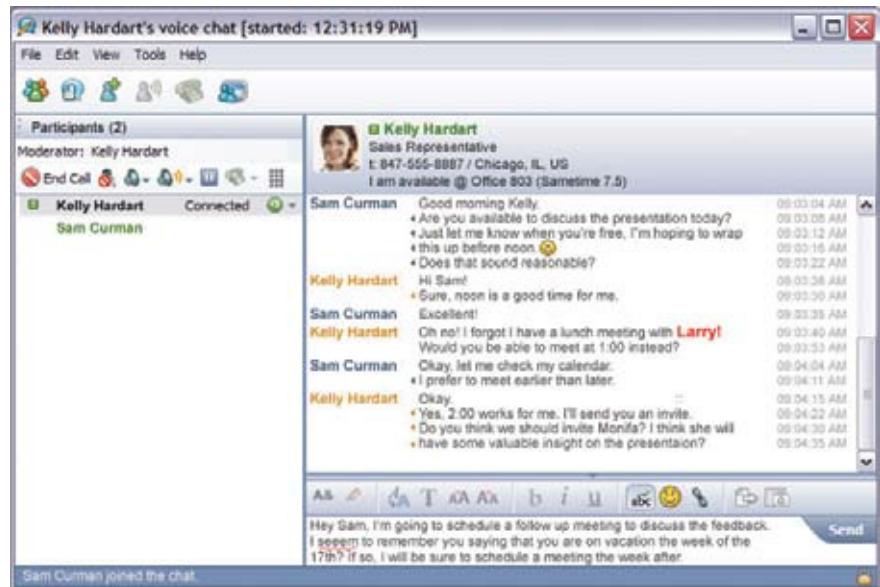 Kelly Hardart's voice chat [started: 12:31:19 PM]
File Edit View Tools Help
Participants (2)
Moderator: Kelly Hardart
End Call
Kelly Hardart Connected
Sam Curman
Kelly Hardart
Sales Representative
t: 847-555-8887 / Chicago, IL, US
I am available @ Office 803 (Sametime 7.5)
Sam Curman Good morning Kelly. 09:03:04 AM
Are you available to discuss the presentation today? 09:03:08 AM
Just let me know when you're free, I"m hoping to wrap 09:03:12 AM
this up before noon 09:03:16 AM
Does that sound reasonable? 09:03:22 AM
Kelly Hardart Hi Sam! AM
Sure, noon is a good time for me. AM
Sam Curman Excellent! AM
Kelly Hardart Oh no! I forgot I have a lunch meeting with Larry! 09:03:40 AM
Would you be able to meet at 1:00 instead? 09:03:53 AM
Sam Curman Okay, let me check my calendar. 09:04:04 AM
I prefer to meet earlier than later. 09:04:11 AM
Kelly Hardart Okay. 09:04:15 AM
Yes, 2:00 works for me. I'll send you an invite. 09:04:22 AM
Do you think we should invite Monifa? I think she will 09:04:30 AM
have some valuable insight on the presentaion? 09:04:35 AM
b i u abc
Hey Sam, I'm going to schedule a follow up meeting to discuss the feedback.
I seeem to remember you saying that you are on vacation the week of the
17th? If so, I will be sure to schedule a meeting the week after.
Send
Sam Curman joined the chat.